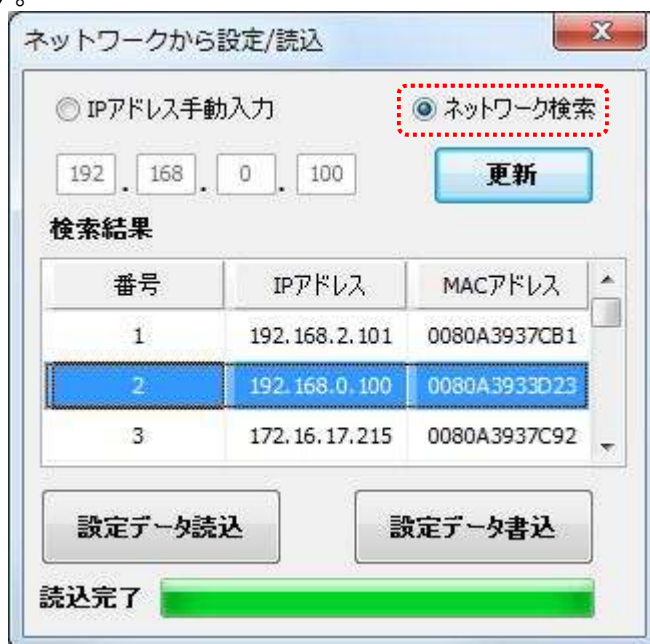 す。
ネットワークから設定/読込
IPアドレス手動入力 ネットワーク検索
192 . 168 . 0 . 100 更新
検索結果
番号 IPアドレス MACアドレス
1 192.168.2.101 0080A3937CB1
2 192.168.0.100 0080A3933D23
3 172.16.17.215 0080A3937C92
設定データ読込 設定データ書込
読込完了